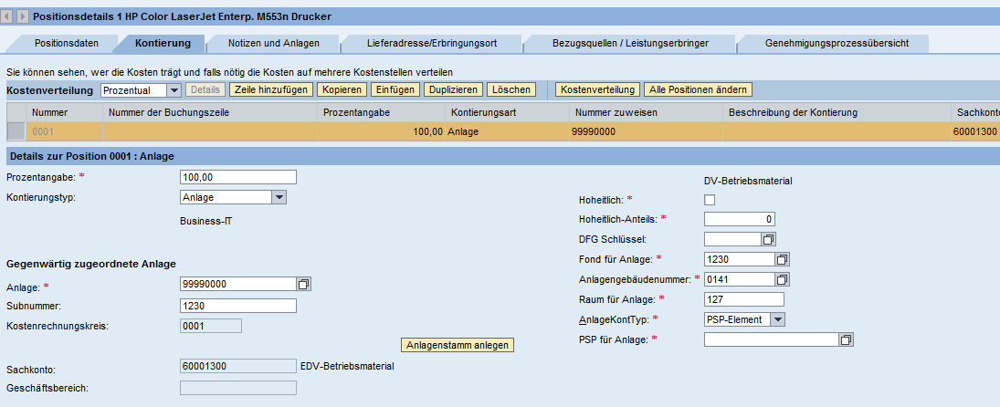 Positionsdetails 1 HP Color LaserJet Enterp. M553n Drucker
Positionsdaten Kontierung Notizen und Anlagen Lieferadresse/Erbringungsort Bezugsquellen / Leistungserbringer Genehmigungsprozessübersicht
Sie können sehen, wer die Kosten trägt und falls nötig die Kosten auf mehrere Kostenstellen verteilen
Kostenverteilung Prozentual Details Zeile hinzufügen Kopieren Einfügen Duplizieren Löschen Kostenverteilung Alle Positionen ändern
Nummer Nummer der Buchungszeile Prozentangabe Kontierungsart Nummer zuweisen Beschreibung der Kontierung Sachkonto
0001 100,00 Anlage 99990000 60001300
Details zur Position 0001 : Anlage
Prozentangabe: * 100,00
Kontierungstyp: Anlage
Business-IT
Gegenwärtig zugeordnete Anlage
Anlage: * 99990000
Subnummer: 1230
Kostenrechnungskreis: 0001
Anlagenstamm anlegen
Sachkonto: 60001300 EDV-Betriebsmaterial
Geschäftsbereich:
DV-Betriebsmaterial
Hoheitlich: *
Hoheitlich-Anteils: * 0
DFG Schlüssel:
Fond für Anlage: * 1230
Anlagengebäudenummer: * 0141
Raum für Anlage: * 127
AnlageKontTyp: * PSP-Element
PSP für Anlage: *